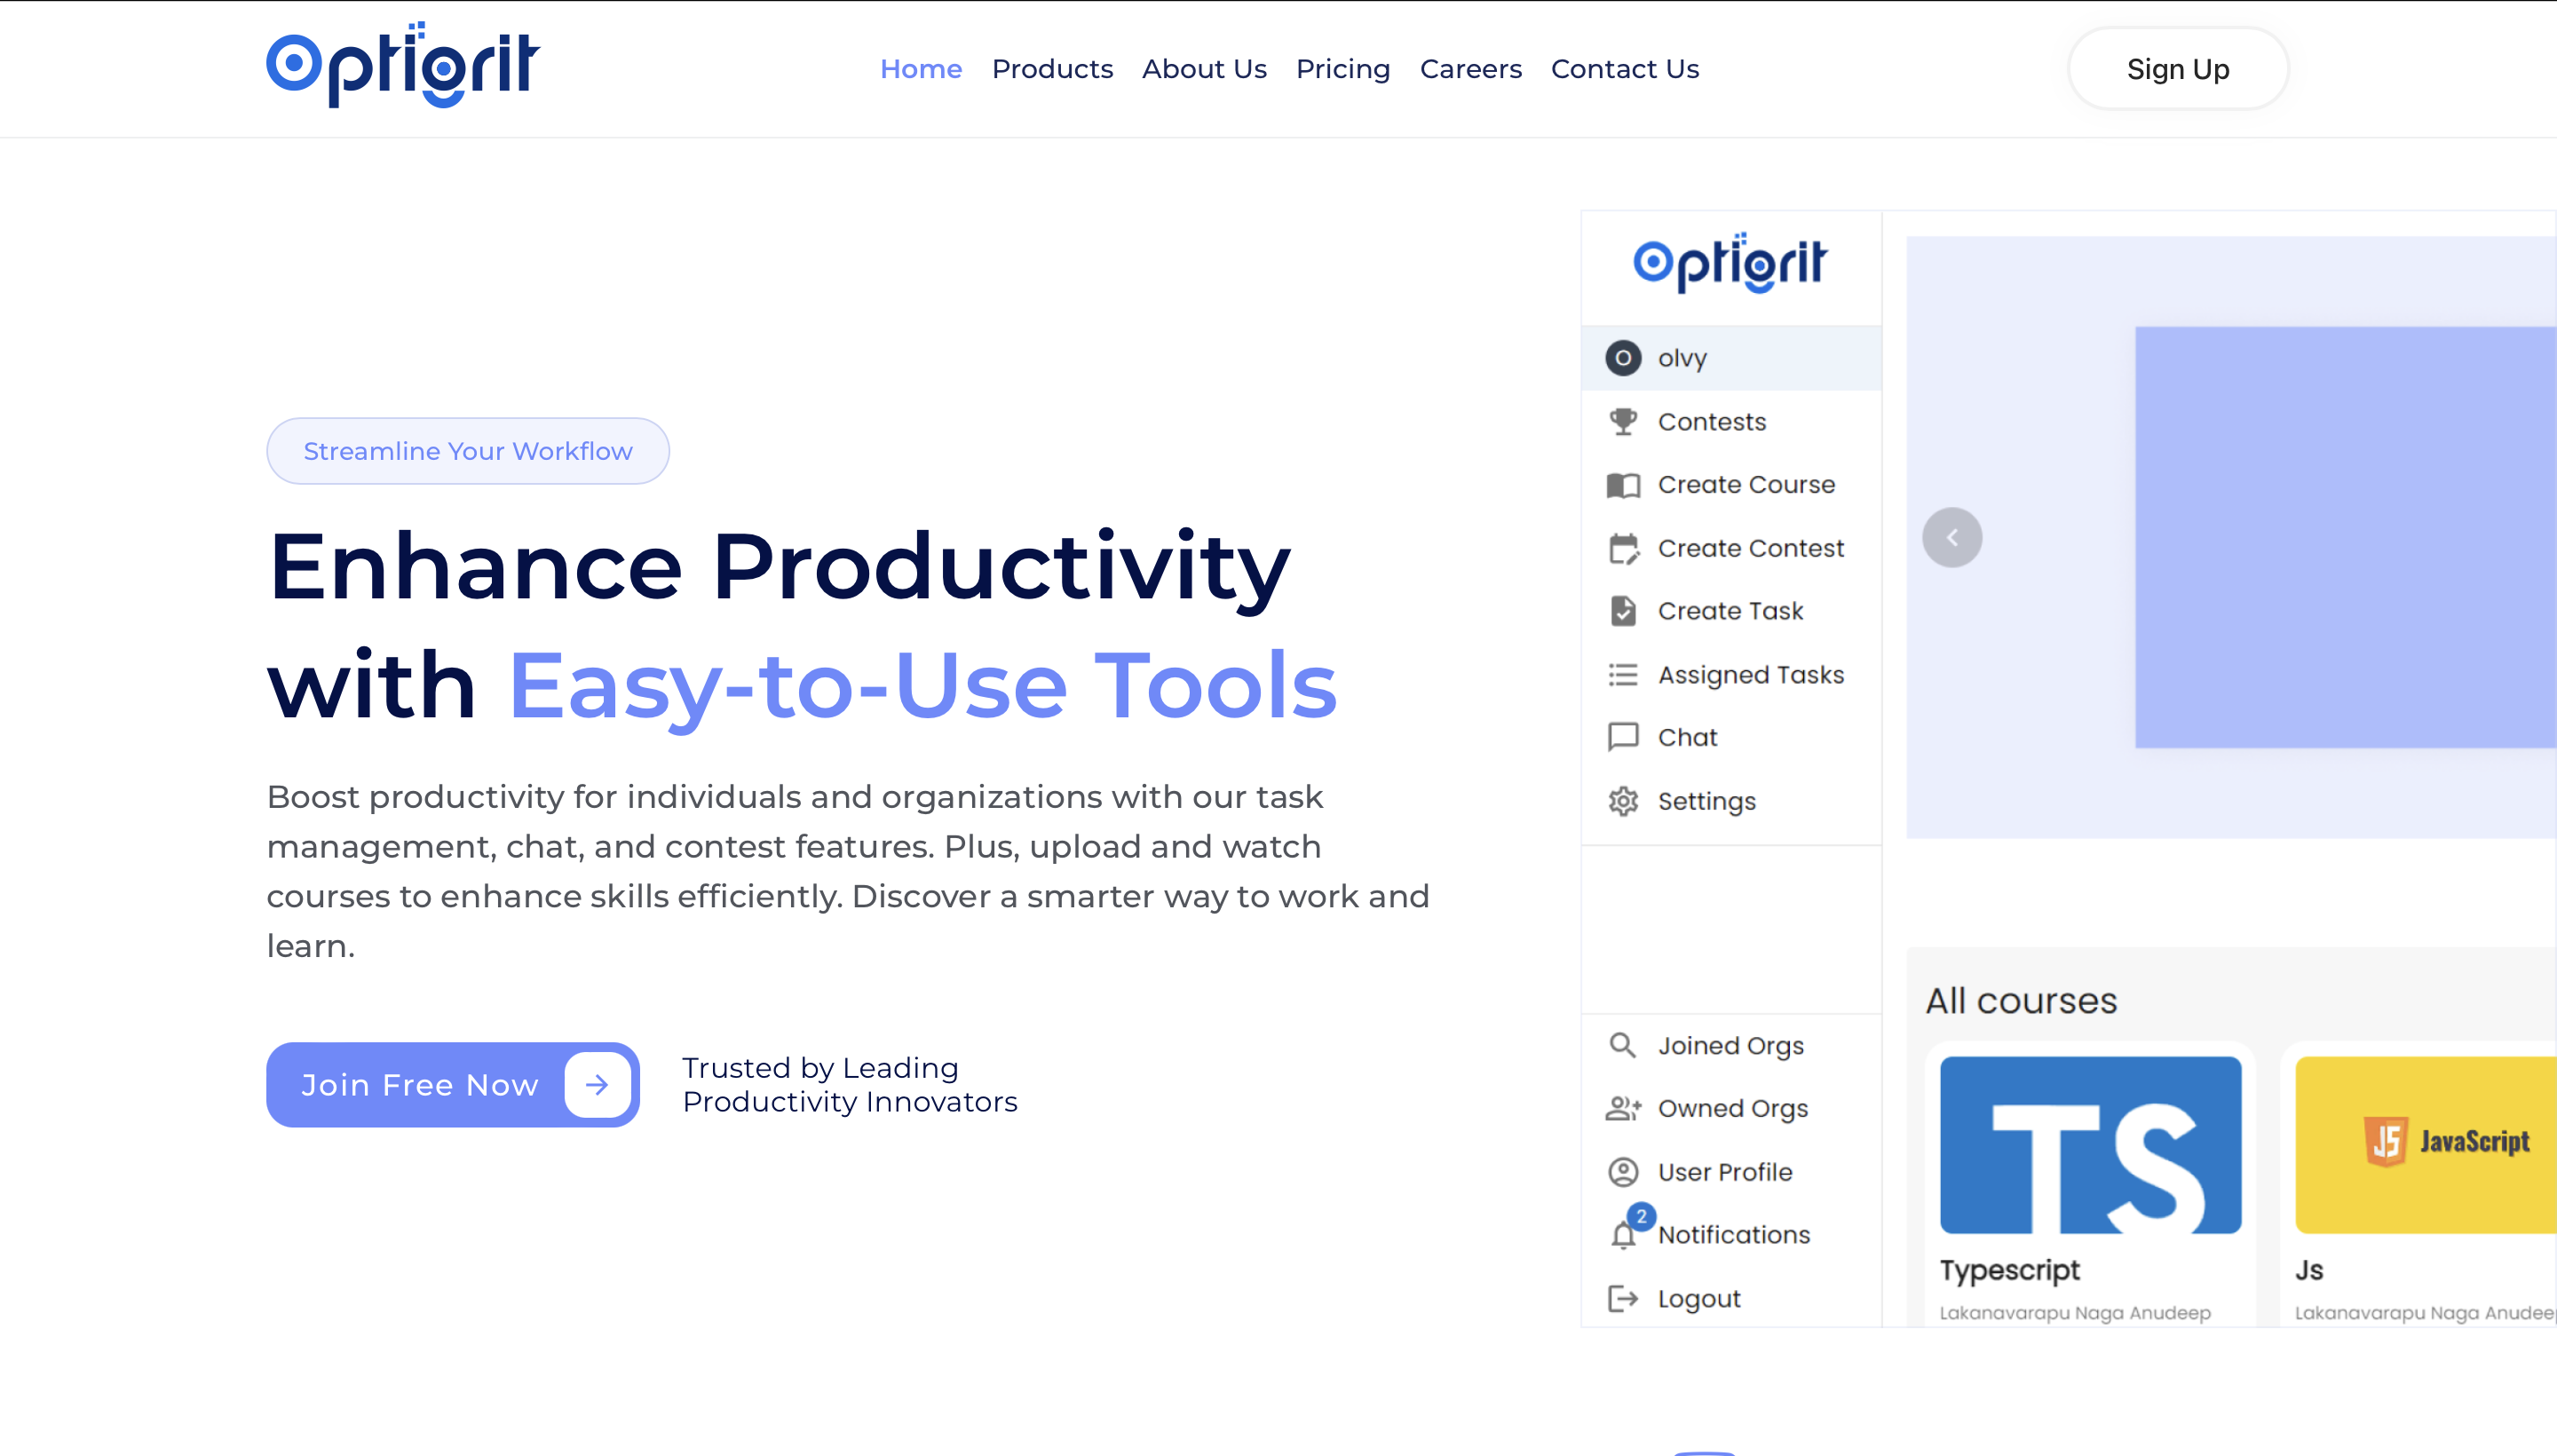 Optigrit
Home Products About Us Pricing Careers Contact Us
Sign Up
Streamline Your Workflow
Enhance Productivity
with Easy-to-Use Tools
Boost productivity for individuals and organizations with our task
management, chat, and contest features. Plus, upload and watch
courses to enhance skills efficiently. Discover a smarter way to work and
learn.
Join Free Now
Trusted by Leading
Productivity Innovators
Optigrit
O olvy
Contests
Create Course
Create Contest
Create Task
Assigned Tasks
Chat
Settings
Joined Orgs
Owned Orgs
User Profile
2
Notifications
Logout
All courses
TS
Typescript
Lakanavarapu Naga Anudeep
JS JavaScript
Js
Lakanavarapu Naga Anudee